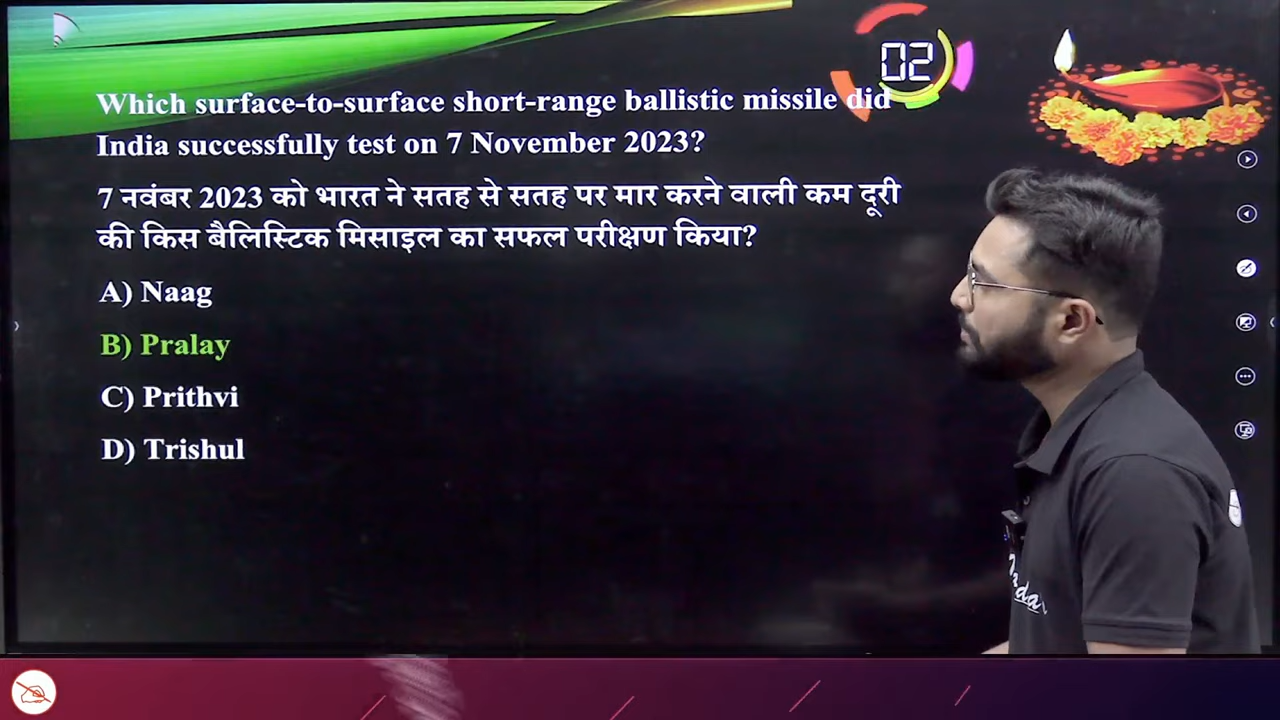 02
Which surface-to-surface short-range ballistic missile did
India successfully test on 7 November 2023?
7 नवंबर 2023 को भारत ने सतह से सतह पर मार करने वाली कम दूरी
की किस बैलिस्टिक मिसाइल का सफल परीक्षण किया?
A) Naag
B) Pralay
C) Prithvi
D) Trishul